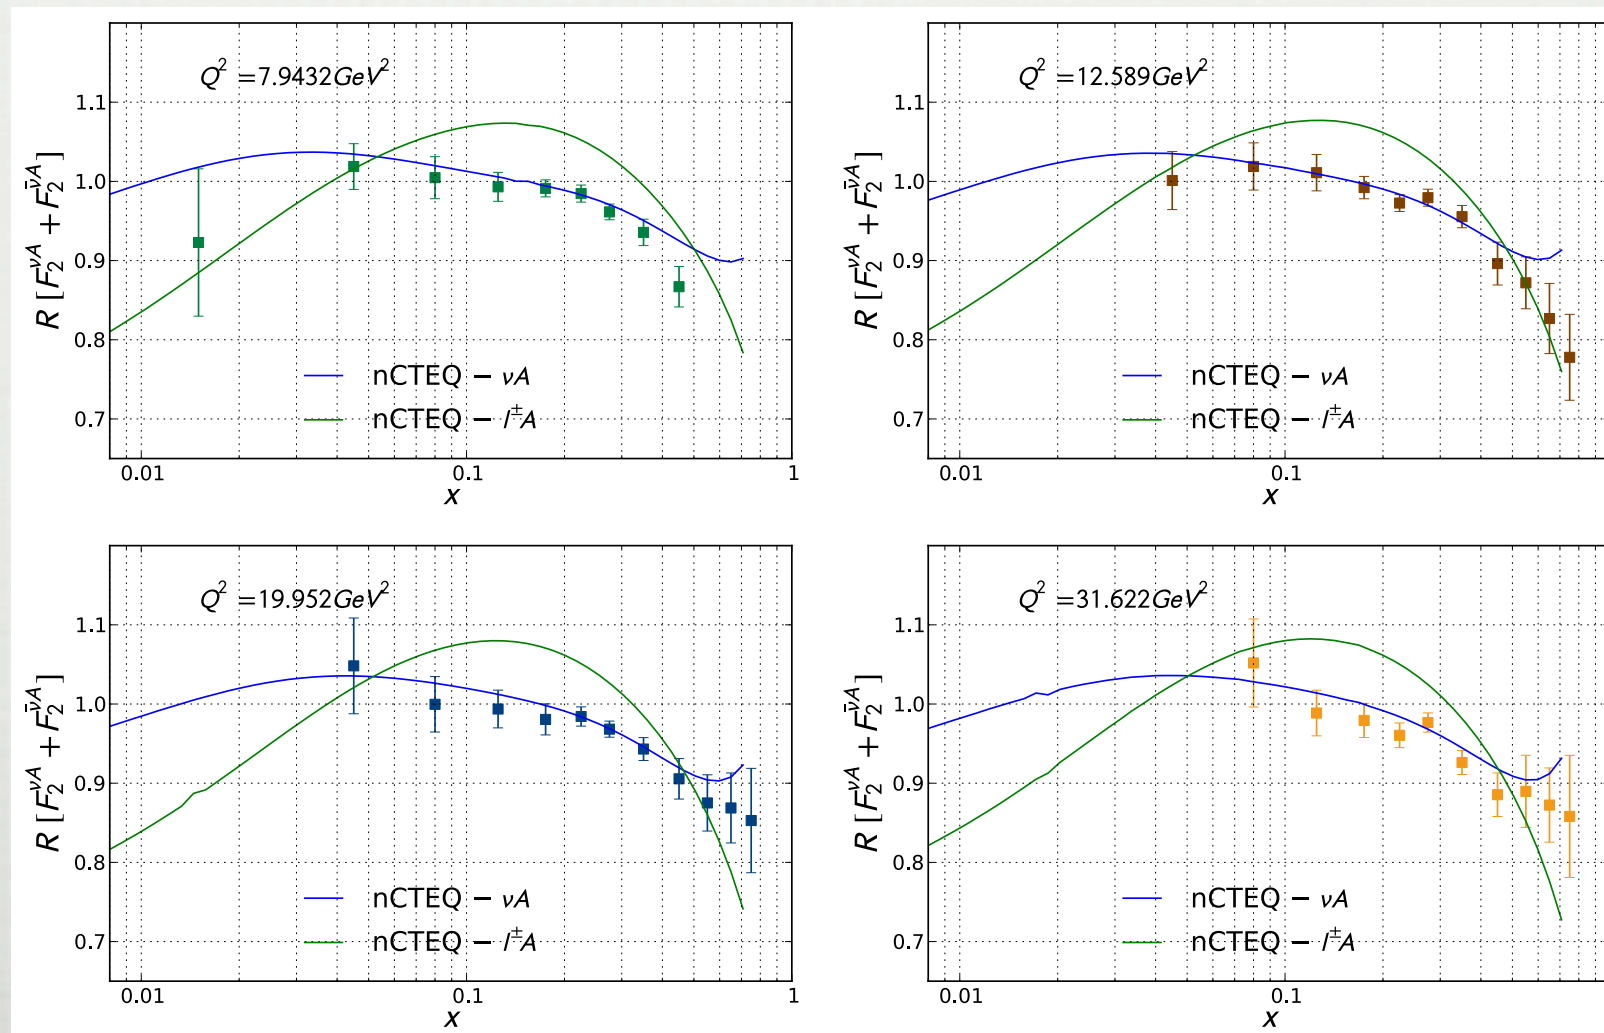 Q² =7.9432GeV²
1.1
1.0
0.9
0.8
0.7
R [F₂^νA + F₂^ν̄A]
nCTEQ − νA
nCTEQ − l^±A
0.01 0.1 1
x
Q² =12.589GeV²
1.1
1.0
0.9
0.8
0.7
R [F₂^νA + F₂^ν̄A]
nCTEQ − νA
nCTEQ − l^±A
0.01 0.1
x
Q² =19.952GeV²
1.1
1.0
0.9
0.8
0.7
R [F₂^νA + F₂^ν̄A]
nCTEQ − νA
nCTEQ − l^±A
0.01 0.1 1
x
Q² =31.622GeV²
1.1
1.0
0.9
0.8
0.7
R [F₂^νA + F₂^ν̄A]
nCTEQ − νA
nCTEQ − l^±A
0.01 0.1
x